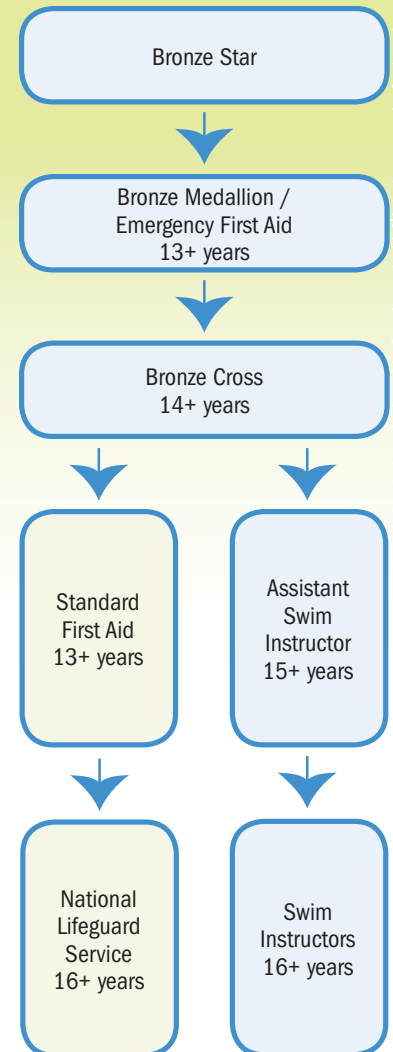 Bronze Star
Bronze Medallion /
Emergency First Aid
13+ years
Bronze Cross
14+ years
Standard
First Aid
13+ years
Assistant
Swim
Instructor
15+ years
National
Lifeguard
Service
16+ years
Swim
Instructors
16+ years